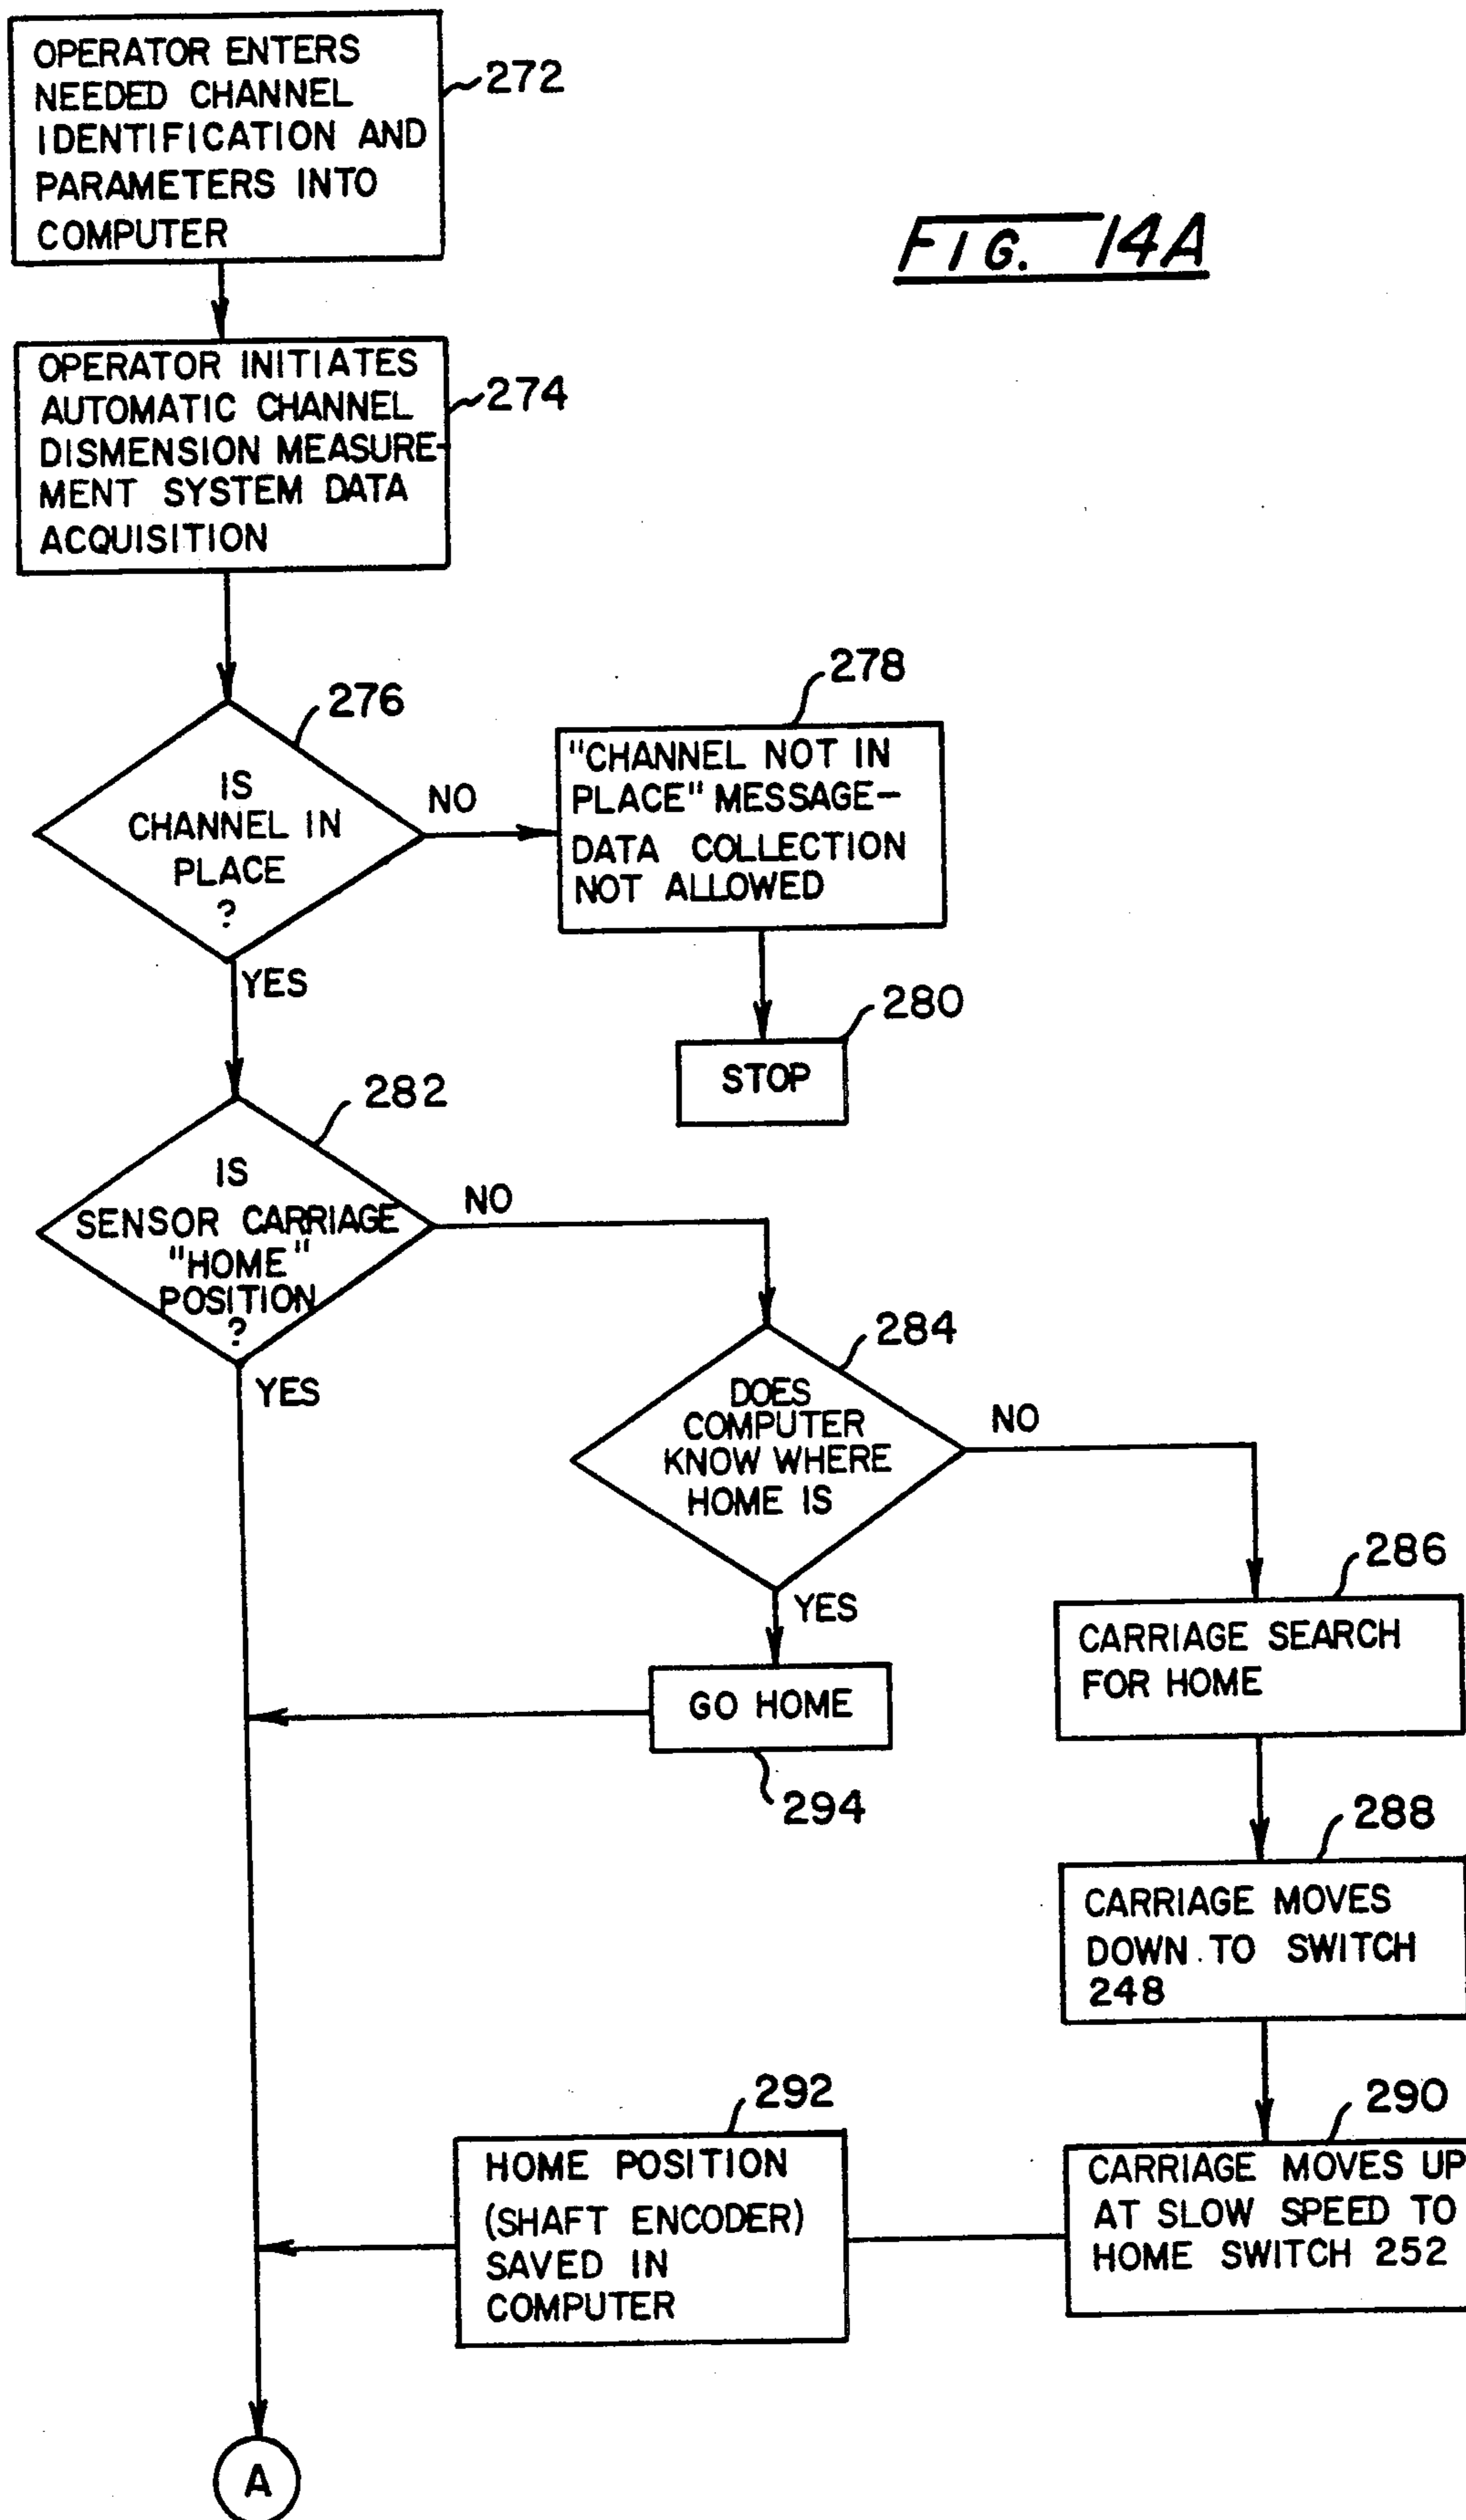 OPERATOR ENTERS
NEEDED CHANNEL
IDENTIFICATION AND
PARAMETERS INTO
COMPUTER
272
FIG. 14A
OPERATOR INITIATES
AUTOMATIC CHANNEL
DISMENSION MEASURE-
MENT SYSTEM DATA
ACQUISITION
274
276
IS
CHANNEL IN
PLACE
?
NO
YES
278
"CHANNEL NOT IN
PLACE" MESSAGE-
DATA COLLECTION
NOT ALLOWED
280
STOP
282
IS
SENSOR CARRIAGE
"HOME"
POSITION
?
NO
YES
284
DOES
COMPUTER
KNOW WHERE
HOME IS
NO
YES
286
CARRIAGE SEARCH
FOR HOME
GO HOME
294
288
CARRIAGE MOVES
DOWN TO SWITCH
248
290
CARRIAGE MOVES UP
AT SLOW SPEED TO
HOME SWITCH 252
292
HOME POSITION
(SHAFT ENCODER)
SAVED IN
COMPUTER
A